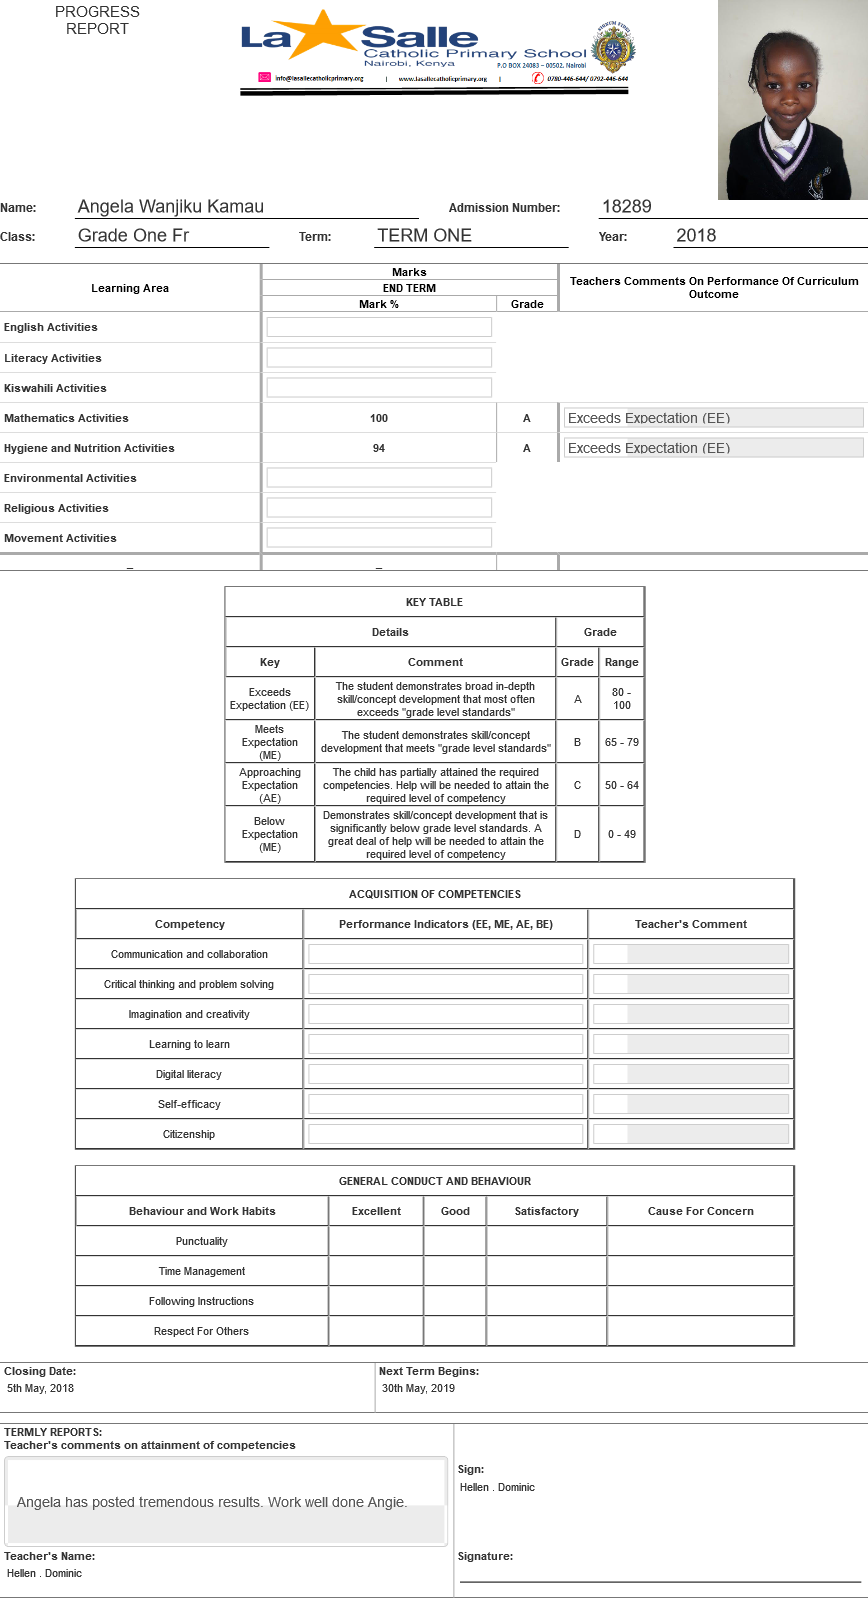 PROGRESS
REPORT
La Salle
Catholic Primary School
Nairobi, Kenya
P.O BOX 24083 – 00502. Nairobi
info@lasallecatholicprimary.org | www.lasallecatholicprimary.org | 0780-446-644/ 0792-446-644
Name: Angela Wanjiku Kamau Admission Number: 18289
Class: Grade One Fr Term: TERM ONE Year: 2018
Learning Area Marks Teachers Comments On Performance Of Curriculum Outcome
END TERM
Mark % Grade
English Activities
Literacy Activities
Kiswahili Activities
Mathematics Activities 100 A Exceeds Expectation (EE)
Hygiene and Nutrition Activities 94 A Exceeds Expectation (EE)
Environmental Activities
Religious Activities
Movement Activities
_ _
KEY TABLE
Details Grade
Key Comment Grade Range
Exceeds Expectation (EE) The student demonstrates broad in-depth skill/concept development that most often exceeds "grade level standards" A 80 - 100
Meets Expectation (ME) The student demonstrates skill/concept development that meets "grade level standards" B 65 - 79
Approaching Expectation (AE) The child has partially attained the required competencies. Help will be needed to attain the required level of competency C 50 - 64
Below Expectation (ME) Demonstrates skill/concept development that is significantly below grade level standards. A great deal of help will be needed to attain the required level of competency D 0 - 49
ACQUISITION OF COMPETENCIES
Competency Performance Indicators (EE, ME, AE, BE) Teacher's Comment
Communication and collaboration
Critical thinking and problem solving
Imagination and creativity
Learning to learn
Digital literacy
Self-efficacy
Citizenship
GENERAL CONDUCT AND BEHAVIOUR
Behaviour and Work Habits Excellent Good Satisfactory Cause For Concern
Punctuality
Time Management
Following Instructions
Respect For Others
Closing Date: Next Term Begins:
5th May, 2018 30th May, 2019
TERMLY REPORTS:
Teacher's comments on attainment of competencies
Angela has posted tremendous results. Work well done Angie.
Sign:
Hellen . Dominic
Teacher's Name: Signature:
Hellen . Dominic